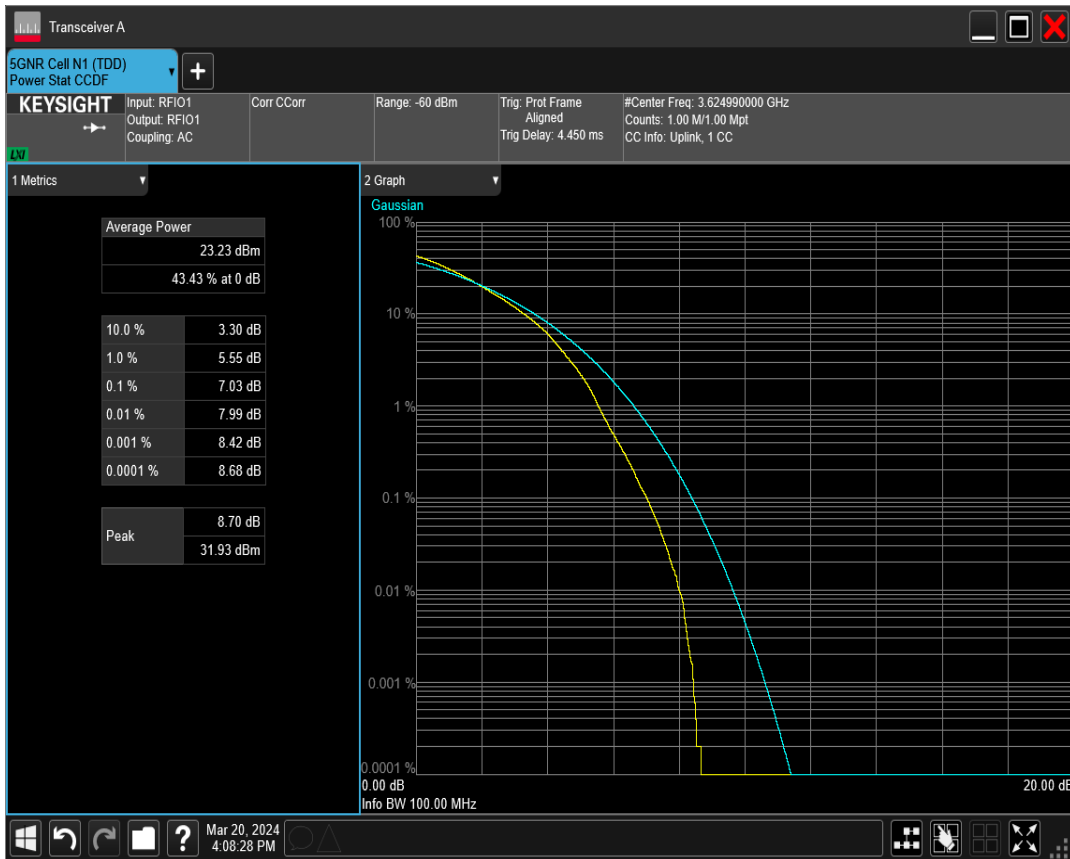 Transceiver A
5GNR Cell N1 (TDD)
Power Stat CCDF
+
KEYSIGHT
LXI
Input: RFIO1
Output: RFIO1
Coupling: AC
Corr CCorr
Range: -60 dBm
Trig: Prot Frame
Aligned
Trig Delay: 4.450 ms
#Center Freq: 3.624990000 GHz
Counts: 1.00 M/1.00 Mpt
CC Info: Uplink, 1 CC
1 Metrics
Average Power
23.23 dBm
43.43 % at 0 dB
10.0 % 3.30 dB
1.0 % 5.55 dB
0.1 % 7.03 dB
0.01 % 7.99 dB
0.001 % 8.42 dB
0.0001 % 8.68 dB
Peak
8.70 dB
31.93 dBm
2 Graph
Gaussian
100 %
10 %
1 %
0.1 %
0.01 %
0.001 %
0.0001 %
0.00 dB 20.00 dB
Info BW 100.00 MHz
?
Mar 20, 2024
4:08:28 PM